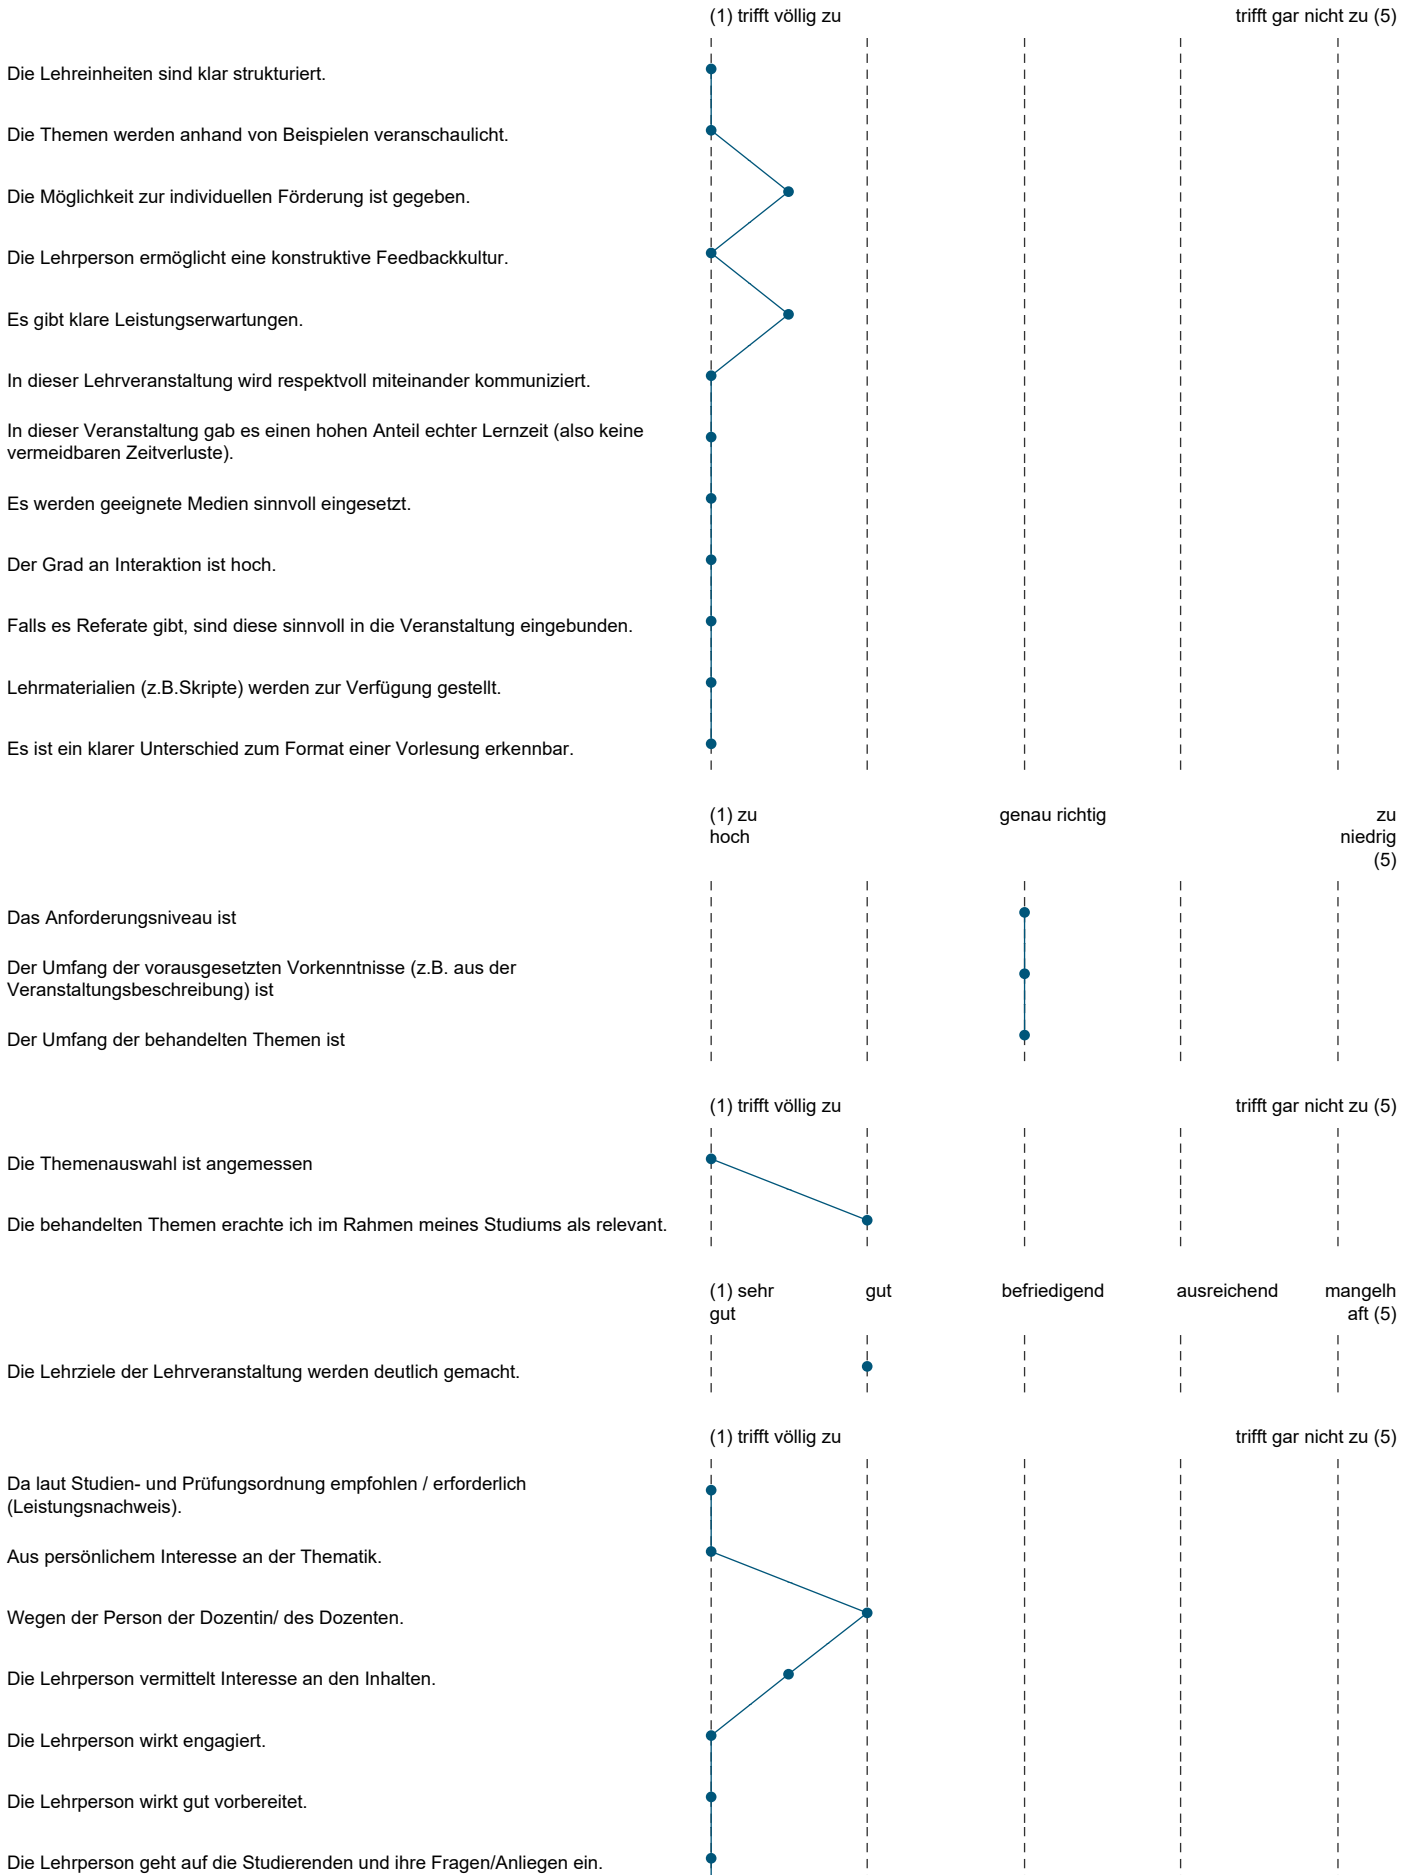 (1) trifft völlig zu trifft gar nicht zu (5)
Die Lehreinheiten sind klar strukturiert.
Die Themen werden anhand von Beispielen veranschaulicht.
Die Möglichkeit zur individuellen Förderung ist gegeben.
Die Lehrperson ermöglicht eine konstruktive Feedbackkultur.
Es gibt klare Leistungserwartungen.
In dieser Lehrveranstaltung wird respektvoll miteinander kommuniziert.
In dieser Veranstaltung gab es einen hohen Anteil echter Lernzeit (also keine
vermeidbaren Zeitverluste).
Es werden geeignete Medien sinnvoll eingesetzt.
Der Grad an Interaktion ist hoch.
Falls es Referate gibt, sind diese sinnvoll in die Veranstaltung eingebunden.
Lehrmaterialien (z.B.Skripte) werden zur Verfügung gestellt.
Es ist ein klarer Unterschied zum Format einer Vorlesung erkennbar.
(1) zu genau richtig zu
hoch niedrig
(5)
Das Anforderungsniveau ist
Der Umfang der vorausgesetzten Vorkenntnisse (z.B. aus der
Veranstaltungsbeschreibung) ist
Der Umfang der behandelten Themen ist
(1) trifft völlig zu trifft gar nicht zu (5)
Die Themenauswahl ist angemessen
Die behandelten Themen erachte ich im Rahmen meines Studiums als relevant.
(1) sehr gut befriedigend ausreichend mangelh
gut aft (5)
Die Lehrziele der Lehrveranstaltung werden deutlich gemacht.
(1) trifft völlig zu trifft gar nicht zu (5)
Da laut Studien- und Prüfungsordnung empfohlen / erforderlich
(Leistungsnachweis).
Aus persönlichem Interesse an der Thematik.
Wegen der Person der Dozentin/ des Dozenten.
Die Lehrperson vermittelt Interesse an den Inhalten.
Die Lehrperson wirkt engagiert.
Die Lehrperson wirkt gut vorbereitet.
Die Lehrperson geht auf die Studierenden und ihre Fragen/Anliegen ein.